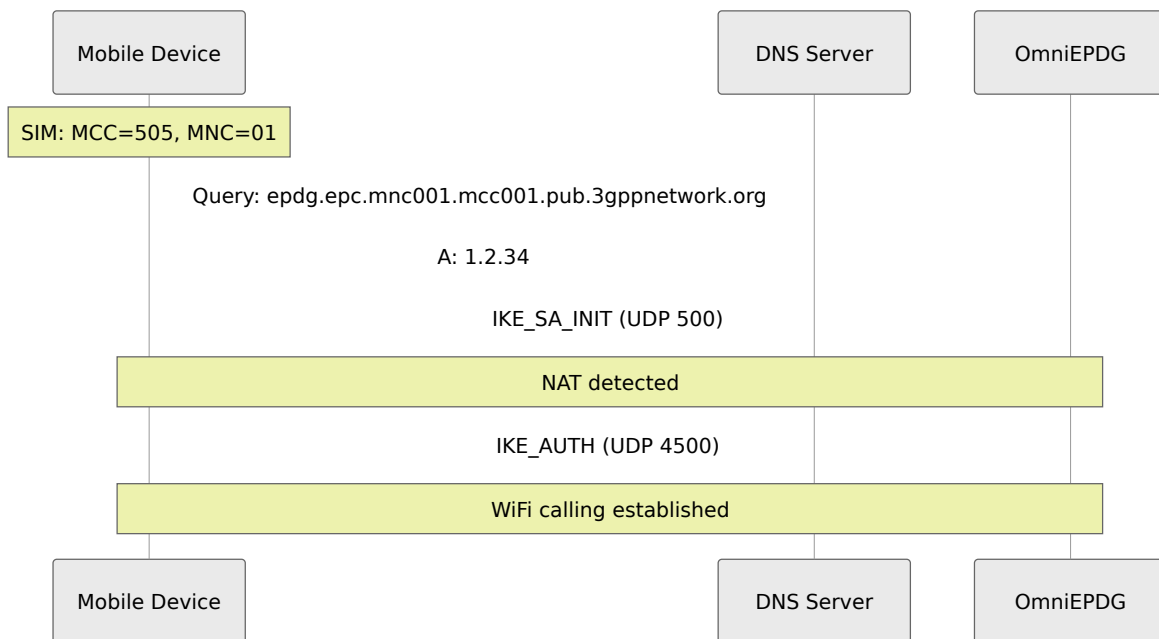 Mobile Device
DNS Server
OmniEPDG
SIM: MCC=505, MNC=01
Query: epdg.epc.mnc001.mcc001.pub.3gppnetwork.org
A: 1.2.34
IKE_SA_INIT (UDP 500)
NAT detected
IKE_AUTH (UDP 4500)
WiFi calling established
Mobile Device
DNS Server
OmniEPDG